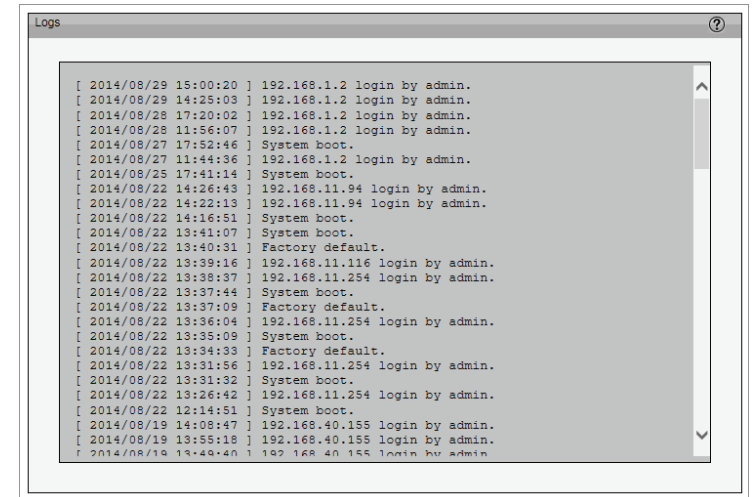 Logs
?
[ 2014/08/29 15:00:20 ] 192.168.1.2 login by admin.
[ 2014/08/29 14:25:03 ] 192.168.1.2 login by admin.
[ 2014/08/28 17:20:02 ] 192.168.1.2 login by admin.
[ 2014/08/28 11:56:07 ] 192.168.1.2 login by admin.
[ 2014/08/27 17:52:46 ] System boot.
[ 2014/08/27 11:44:36 ] 192.168.1.2 login by admin.
[ 2014/08/25 17:41:14 ] System boot.
[ 2014/08/22 14:26:43 ] 192.168.11.94 login by admin.
[ 2014/08/22 14:22:13 ] 192.168.11.94 login by admin.
[ 2014/08/22 14:16:51 ] System boot.
[ 2014/08/22 13:41:07 ] System boot.
[ 2014/08/22 13:40:31 ] Factory default.
[ 2014/08/22 13:39:16 ] 192.168.11.116 login by admin.
[ 2014/08/22 13:38:37 ] 192.168.11.254 login by admin.
[ 2014/08/22 13:37:44 ] System boot.
[ 2014/08/22 13:37:09 ] Factory default.
[ 2014/08/22 13:36:04 ] 192.168.11.254 login by admin.
[ 2014/08/22 13:35:09 ] System boot.
[ 2014/08/22 13:34:33 ] Factory default.
[ 2014/08/22 13:31:56 ] 192.168.11.254 login by admin.
[ 2014/08/22 13:31:32 ] System boot.
[ 2014/08/22 13:26:42 ] 192.168.11.254 login by admin.
[ 2014/08/22 12:14:51 ] System boot.
[ 2014/08/19 14:08:47 ] 192.168.40.155 login by admin.
[ 2014/08/19 13:55:18 ] 192.168.40.155 login by admin.
[ 2014/08/19 13:49:40 ] 192.168.40.155 login by admin.